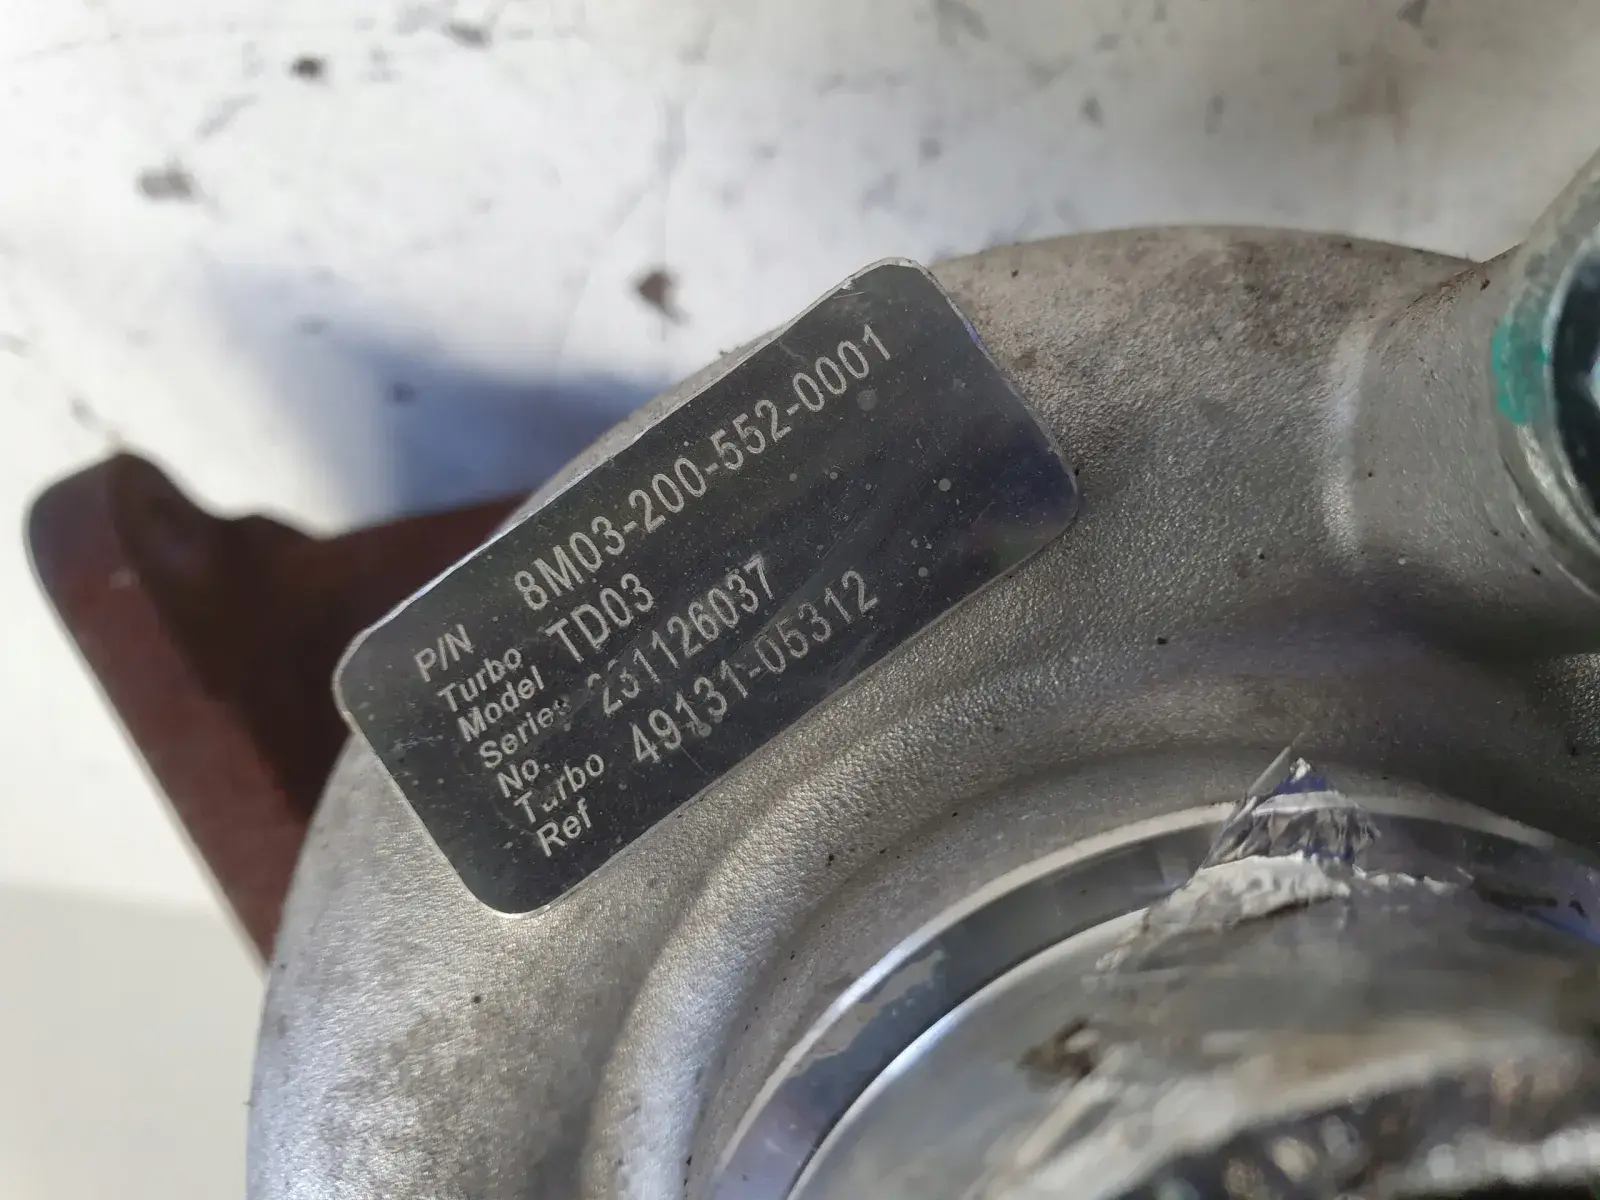 P/N 8M03-200-552-0001
Turbo
Model TD03
Series
No. 231126037
Turbo
Ref 49131-05312